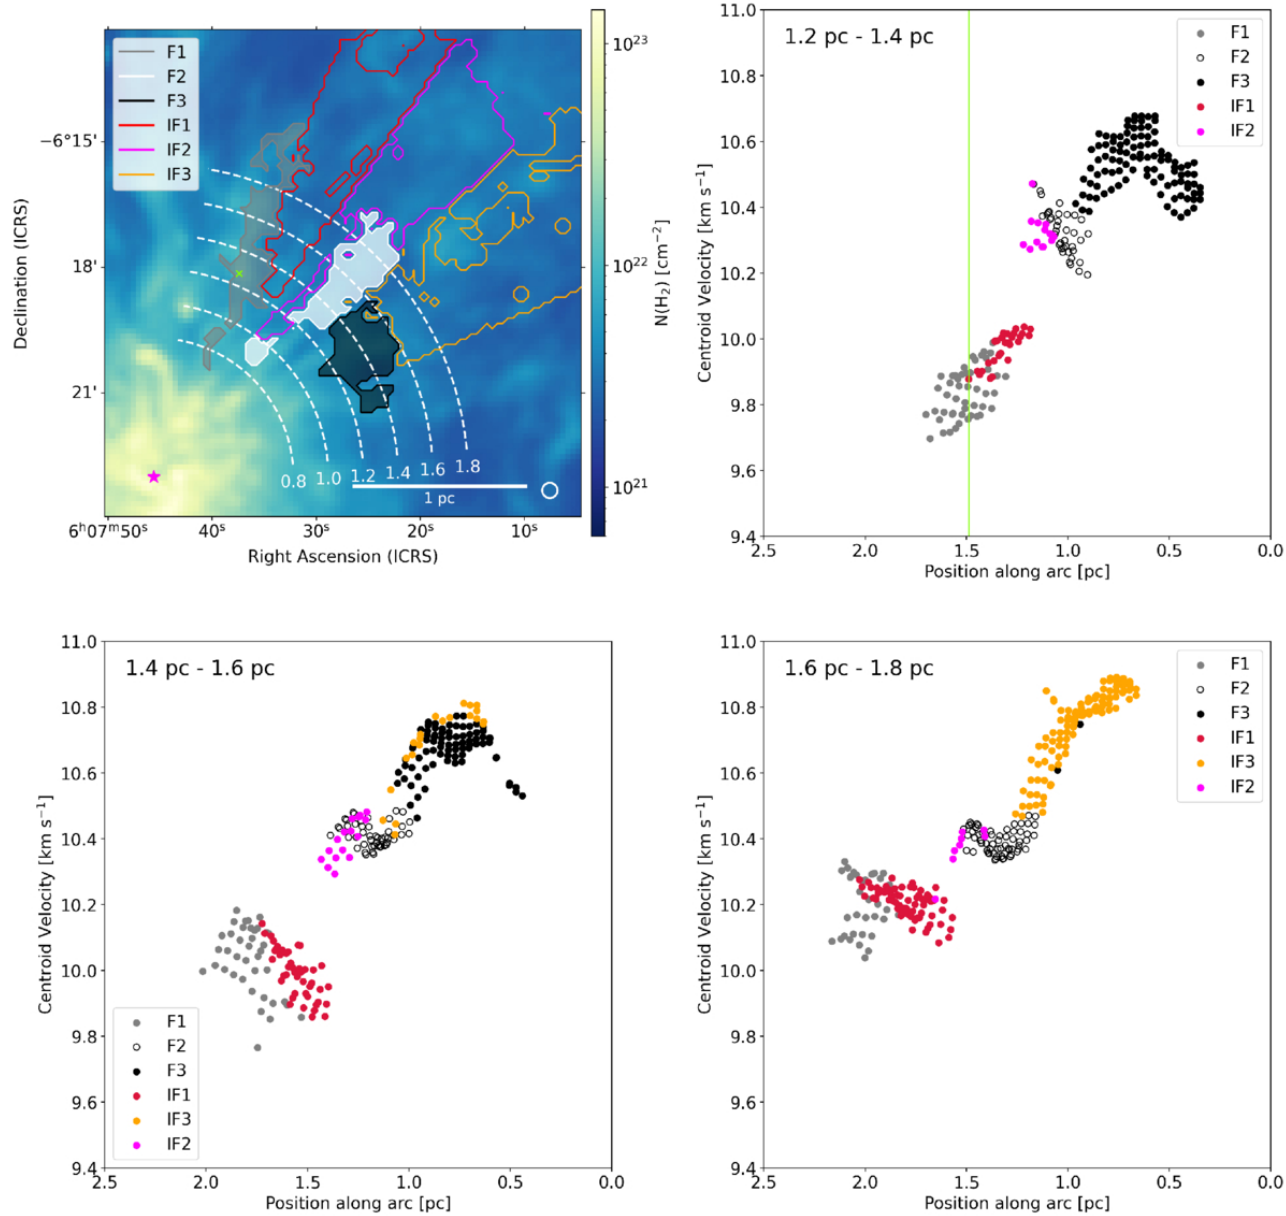 F1
F2
F3
IF1
IF2
IF3
−6°15'
18'
21'
Declination (ICRS)
0.8 1.0 1.2 1.4 1.6 1.8
1 pc
6ʰ07ᵐ50ˢ 40ˢ 30ˢ 20ˢ 10ˢ
Right Ascension (ICRS)
10²³
10²²
10²¹
N(H₂) [cm⁻²]
1.2 pc - 1.4 pc
F1
F2
F3
IF1
IF2
11.0
10.8
10.6
10.4
10.2
10.0
9.8
9.6
9.4
Centroid Velocity [km s⁻¹]
2.5 2.0 1.5 1.0 0.5 0.0
Position along arc [pc]
1.4 pc - 1.6 pc
11.0
10.8
10.6
10.4
10.2
10.0
9.8
9.6
9.4
Centroid Velocity [km s⁻¹]
F1
F2
F3
IF1
IF3
IF2
2.5 2.0 1.5 1.0 0.5 0.0
Position along arc [pc]
1.6 pc - 1.8 pc
F1
F2
F3
IF1
IF3
IF2
11.0
10.8
10.6
10.4
10.2
10.0
9.8
9.6
9.4
Centroid Velocity [km s⁻¹]
2.5 2.0 1.5 1.0 0.5 0.0
Position along arc [pc]